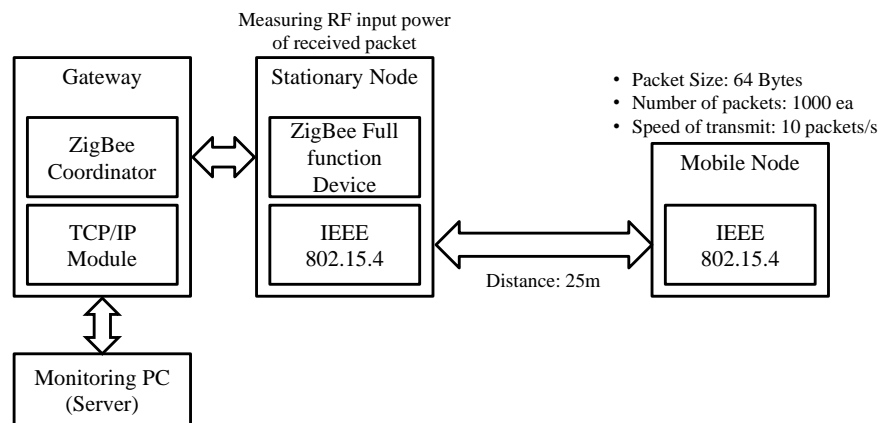 Measuring RF input power
of received packet
Gateway
ZigBee
Coordinator
TCP/IP
Module
Monitoring PC
(Server)
Stationary Node
ZigBee Full
function
Device
IEEE
802.15.4
Distance: 25m
• Packet Size: 64 Bytes
• Number of packets: 1000 ea
• Speed of transmit: 10 packets/s
Mobile Node
IEEE
802.15.4